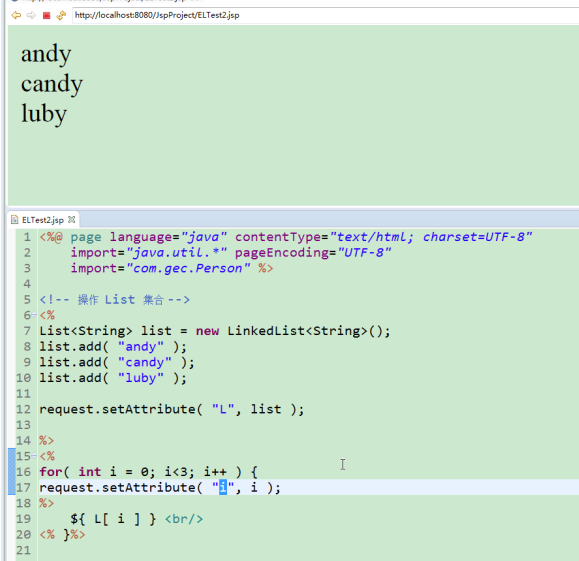 http://localhost:8080/JspProject/ELTest2.jsp
andy
candy
luby
ELTest2.jsp
1 <%@ page language="java" contentType="text/html; charset=UTF-8"
2     import="java.util.*" pageEncoding="UTF-8"
3     import="com.gec.Person" %>
4
5 <!-- 操作 List 集合 -->
6 <%
7 List<String> list = new LinkedList<String>();
8 list.add( "andy" );
9 list.add( "candy" );
10 list.add( "luby" );
11
12 request.setAttribute( "L", list );
13
14 %>
15 <%
16 for( int i = 0; i<3; i++ ) {
17 request.setAttribute( "i", i );
18 %>
19     ${ L[ i ] } <br/>
20 <% }%>
21